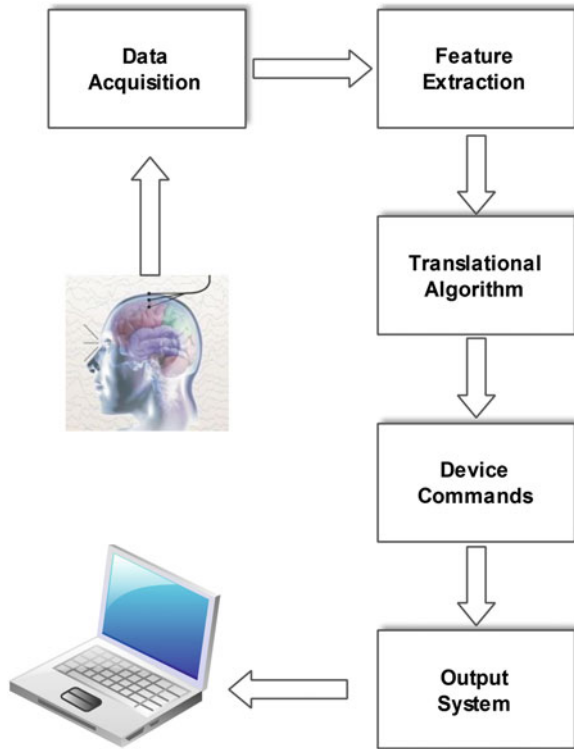 Data
Acquisition
Feature
Extraction
Translational
Algorithm
Device
Commands
Output
System